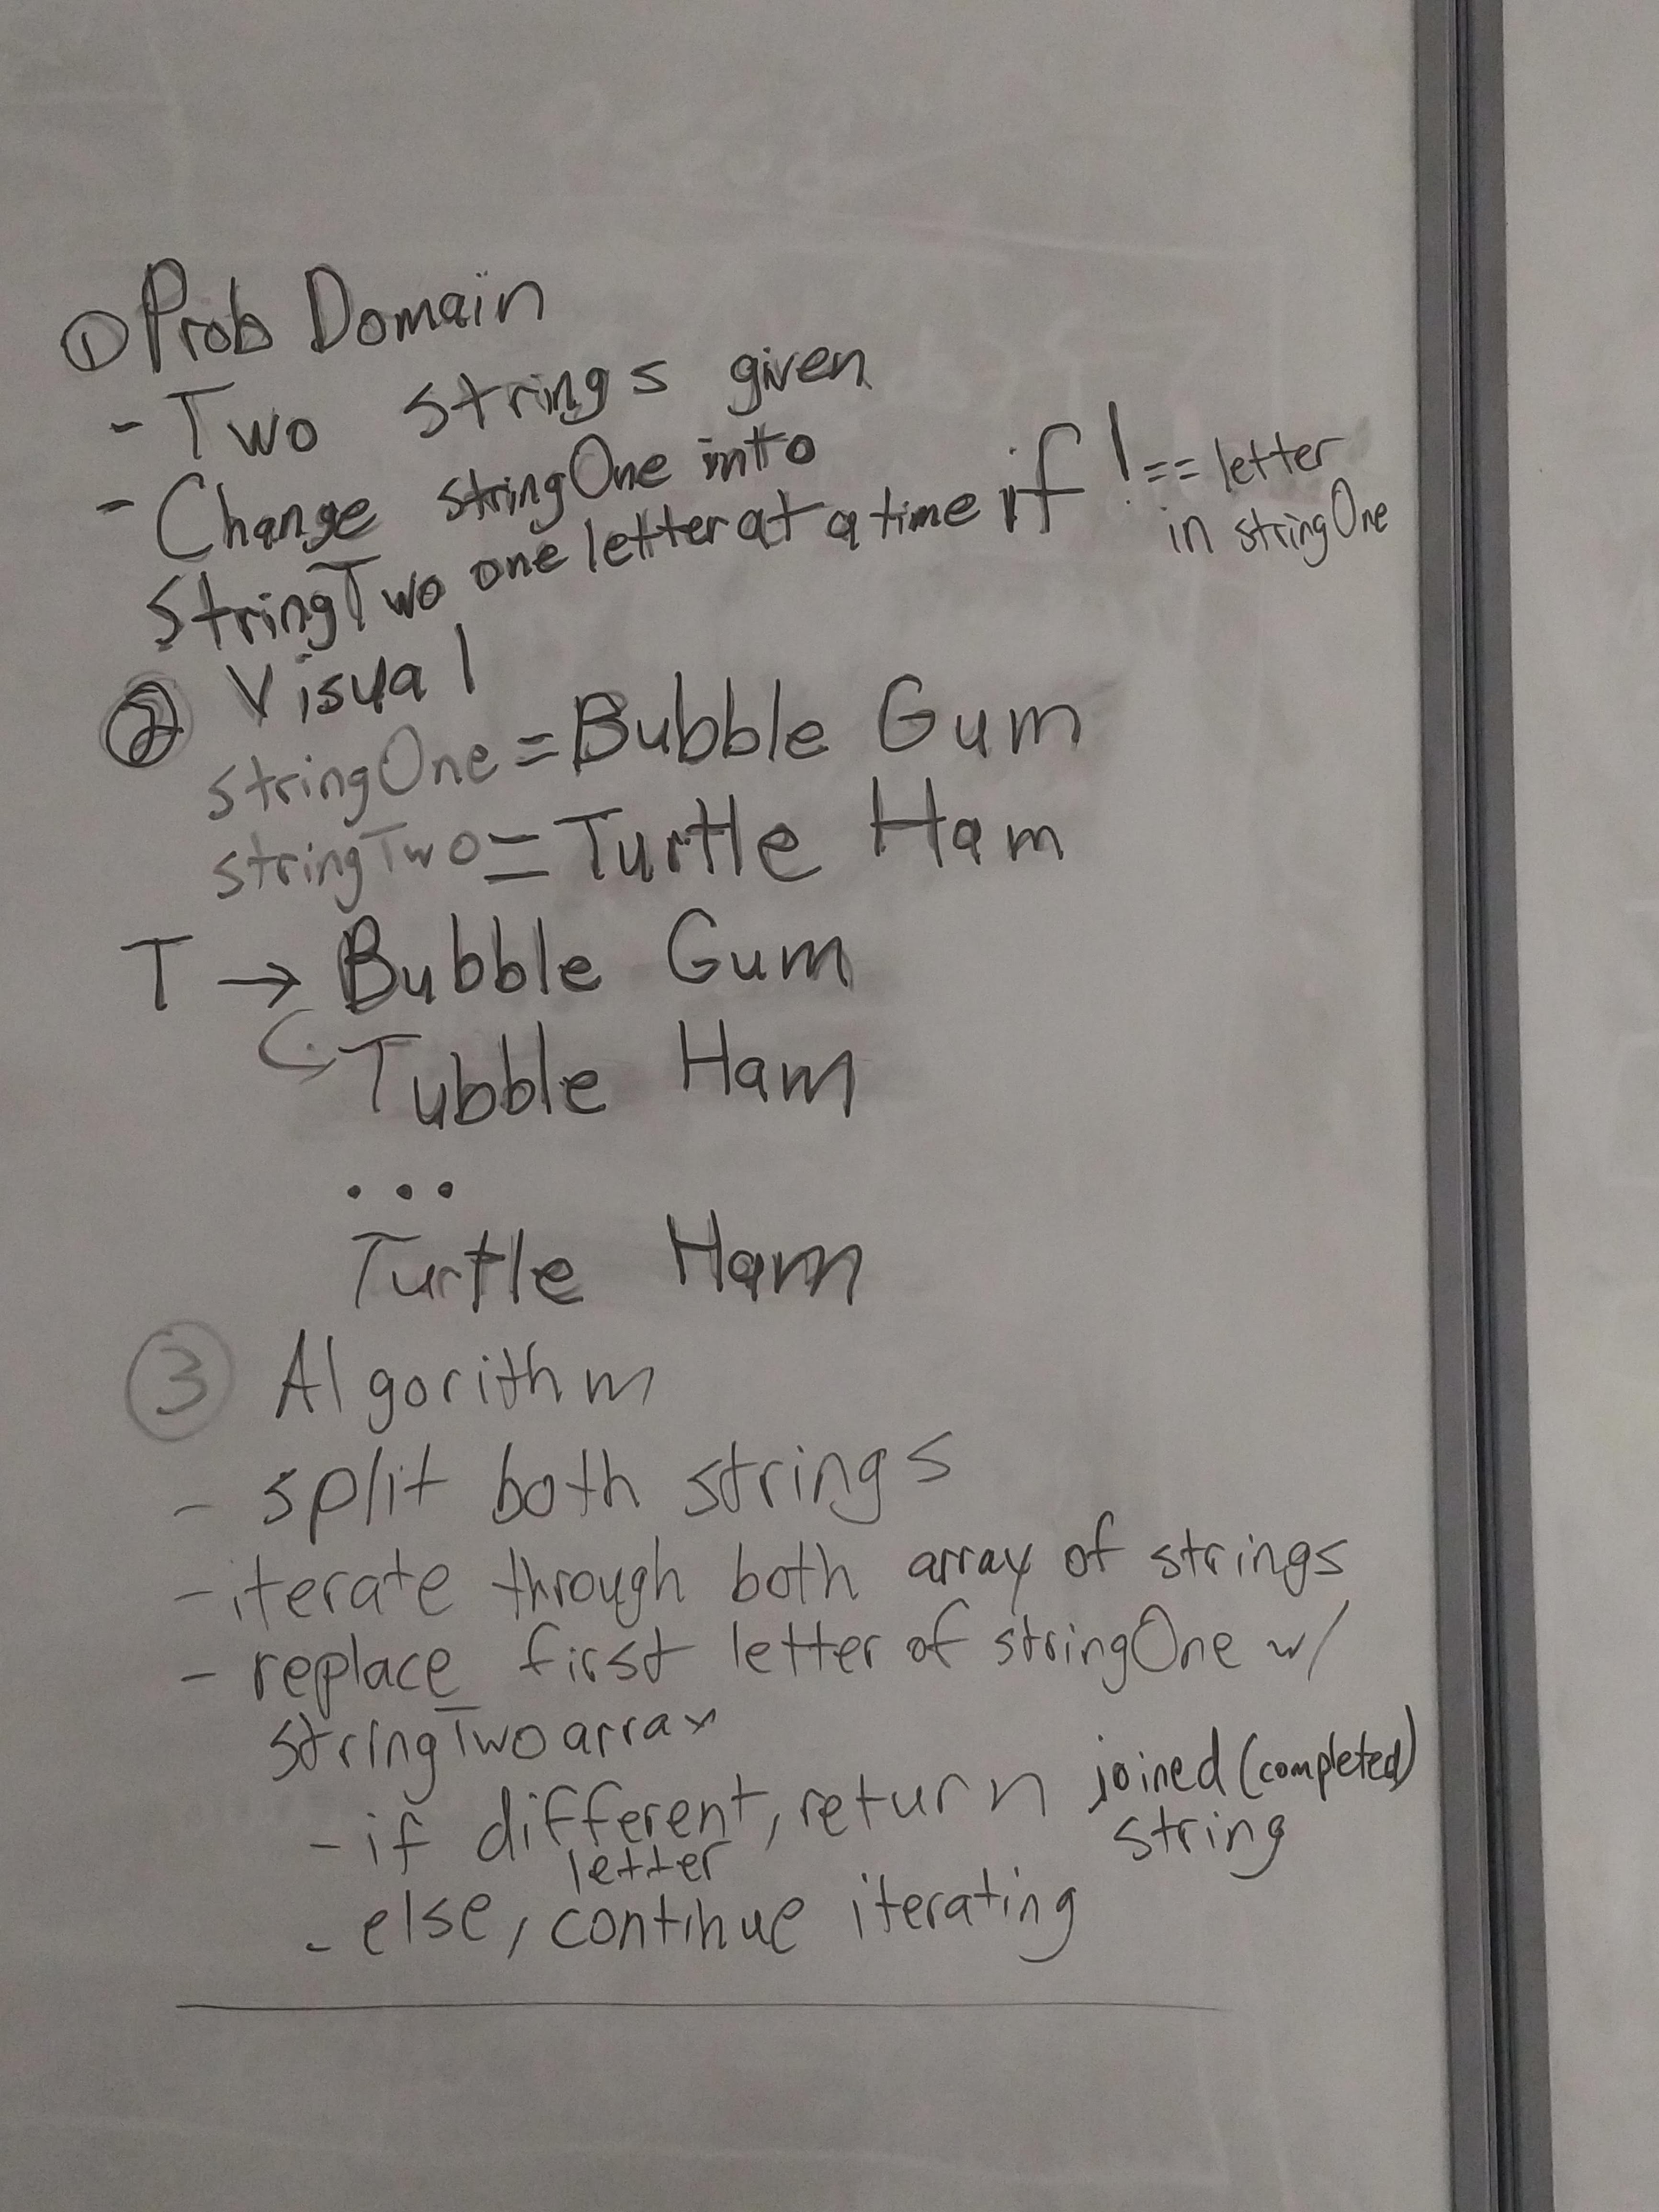 ① Prob Domain
- Two strings given
- Change stringOne into
StringTwo one letter at a time if !== letter
in stringOne
② Visual
stringOne = Bubble Gum
stringTwo = Turtle Ham
T → Bubble Gum
Tubble Ham
...
Turtle Ham
③ Algorithm
- split both strings
- iterate through both array of strings
- replace first letter of stringOne w/
stringTwo array
- if different, return joined (completed)
letter string
- else, continue iterating